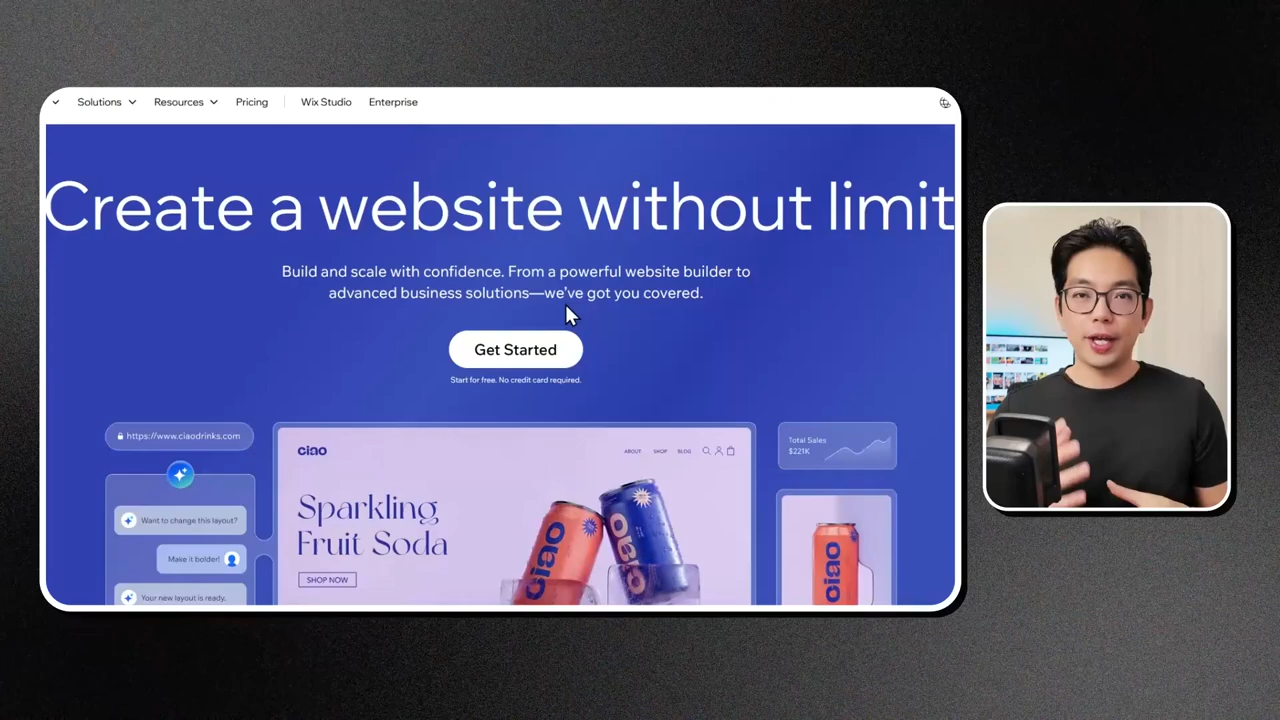 Solutions
Resources
Pricing
Wix Studio
Enterprise
Create a website without limit
Build and scale with confidence. From a powerful website builder to
advanced business solutions—we've got you covered.
Get Started
Start for free. No credit card required.
https://www.ciaodrinks.com
Want to change this layout?
Make it bolder!
Your new layout is ready.
ciao
ABOUT
SHOP
BLOG
Sparkling
Fruit Soda
SHOP NOW
ciao
ciao
Total Sales
$221K
ciao